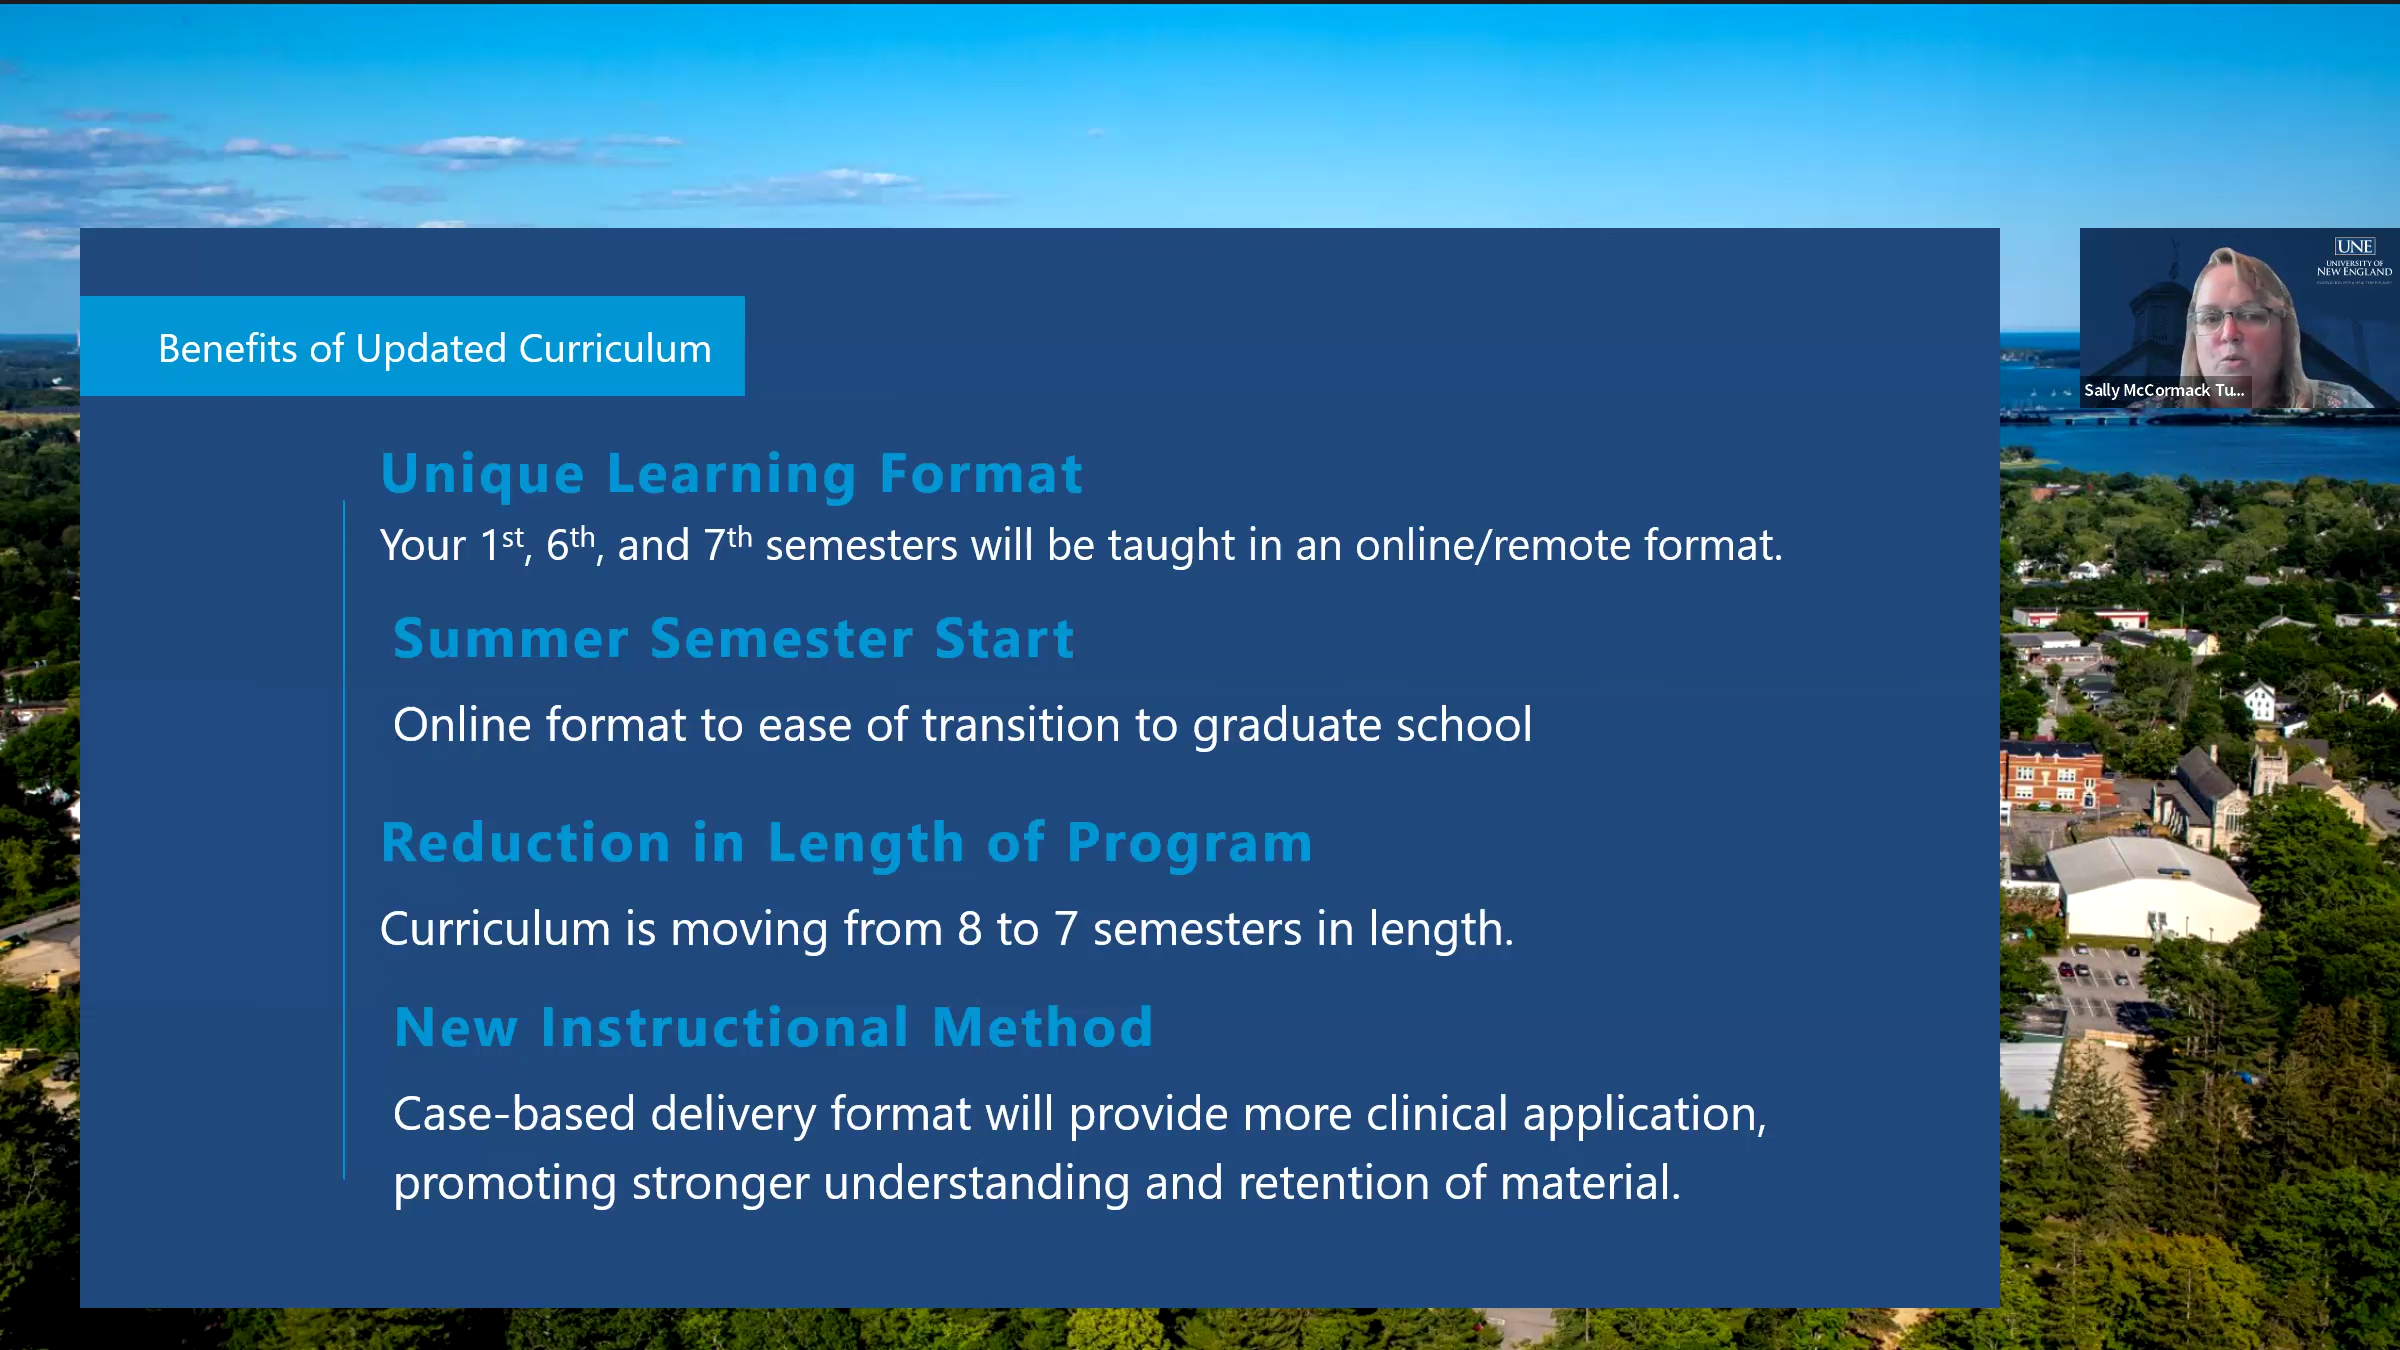 Benefits of Updated Curriculum
Unique Learning Format
Your 1st, 6th, and 7th semesters will be taught in an online/remote format.
Summer Semester Start
Online format to ease of transition to graduate school
Reduction in Length of Program
Curriculum is moving from 8 to 7 semesters in length.
New Instructional Method
Case-based delivery format will provide more clinical application,
promoting stronger understanding and retention of material.
UNE
UNIVERSITY OF
NEW ENGLAND
Sally McCormack Tu...